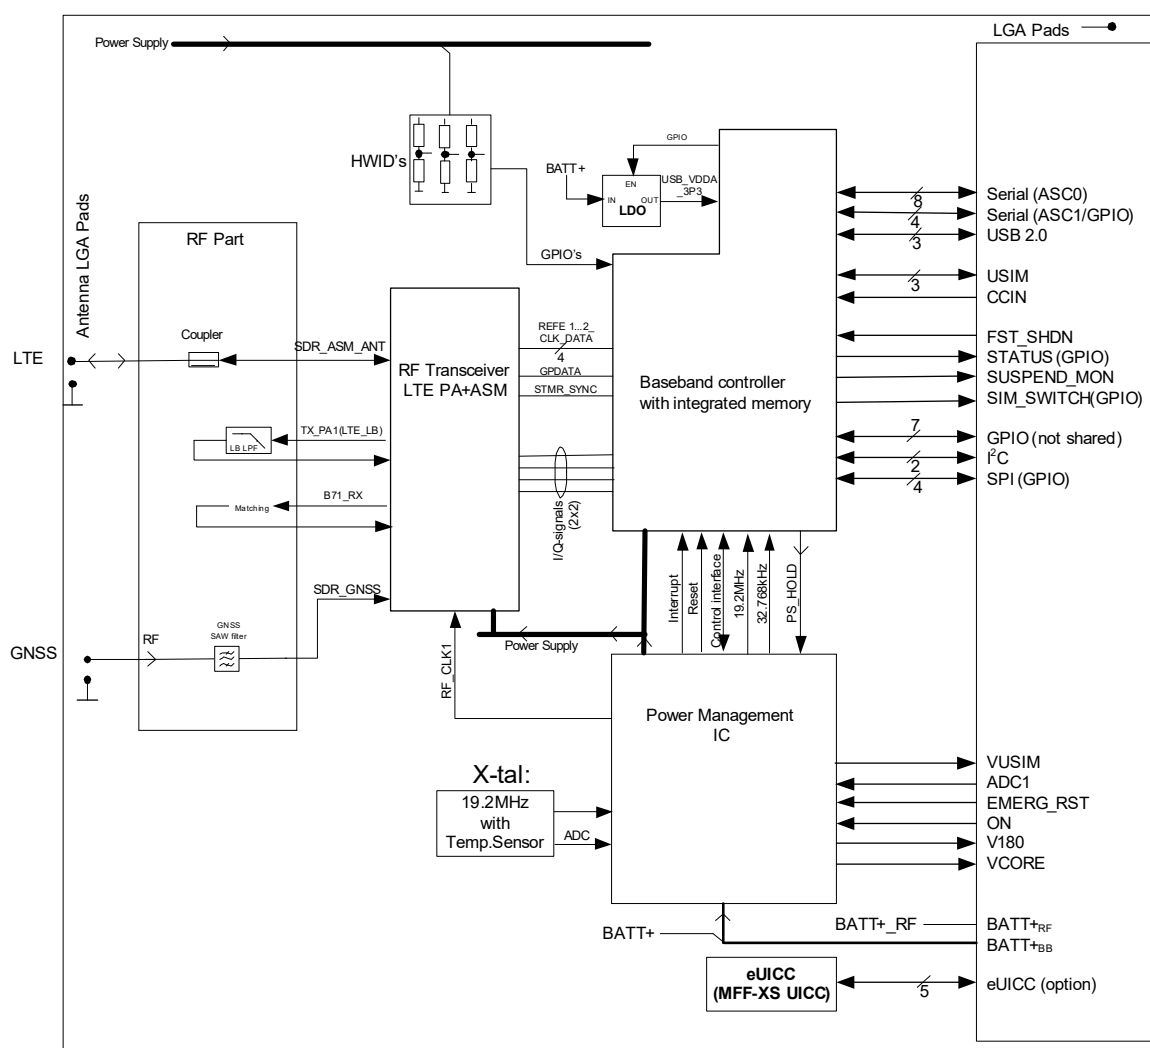 LGA Pads
Power Supply
HWID's
GPIO
BATT+
EN
IN
OUT
LDO
USB_VDDA
_3P3
GPIO's
Antenna LGA Pads
RF Part
Coupler
LTE
SDR_ASM_ANT
RF Transceiver
LTE PA+ASM
REFE 1...2_
CLK_DATA
4
GPDATA
STMR_SYNC
Baseband controller
with integrated memory
TX_PA1(LTE_LB)
LB LPF
B71_RX
Matching
I/Q-signals
(2x2)
SDR_GNSS
GNSS
SAW filter
RF
GNSS
8
Serial (ASC0)
4
Serial (ASC1/GPIO)
3
USB 2.0
3
USIM
CCIN
FST_SHDN
STATUS (GPIO)
SUSPEND_MON
SIM_SWITCH(GPIO)
7
GPIO (not shared)
2
I²C
4
SPI (GPIO)
Interrupt
Reset
Control interface
19.2MHz
32.768kHz
PS_HOLD
Power Supply
RF_CLK1
Power Management
IC
X-tal:
19.2MHz
with
Temp.Sensor
ADC
VUSIM
ADC1
EMERG_RST
ON
V180
VCORE
BATT+
BATT+_RF
BATT+RF
BATT+BB
eUICC
(MFF-XS UICC)
5
eUICC (option)